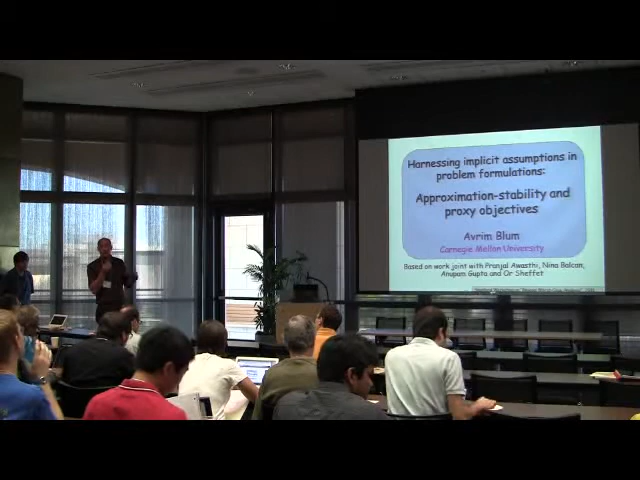 Harnessing implicit assumptions in
problem formulations:
Approximation-stability and
proxy objectives
Avrim Blum
Carnegie Mellon University
Based on work joint with Pranjal Awasthi, Nina Balcan,
Anupam Gupta and Or Sheffet